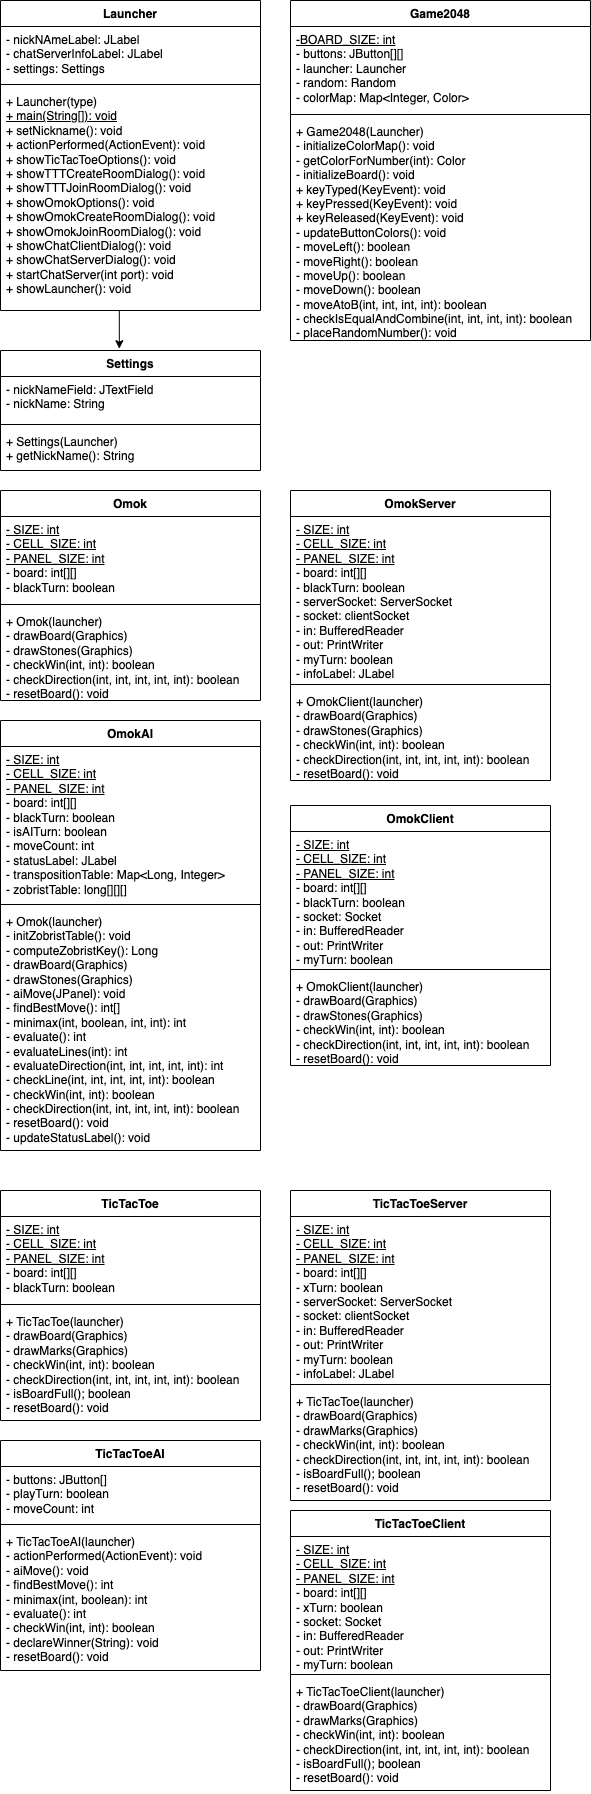 Launcher
- nickNAmeLabel: JLabel
- chatServerInfoLabel: JLabel
- settings: Settings
+ Launcher(type)
+ main(String[]): void
+ setNickname(): void
+ actionPerformed(ActionEvent): void
+ showTicTacToeOptions(): void
+ showTTTCreateRoomDialog(): void
+ showTTTJoinRoomDialog(): void
+ showOmokOptions(): void
+ showOmokCreateRoomDialog(): void
+ showOmokJoinRoomDialog(): void
+ showChatClientDialog(): void
+ showChatServerDialog(): void
+ startChatServer(int port): void
+ showLauncher(): void
Game2048
-BOARD_SIZE: int
- buttons: JButton[][]
- launcher: Launcher
- random: Random
- colorMap: Map<Integer, Color>
+ Game2048(Launcher)
- initializeColorMap(): void
- getColorForNumber(int): Color
- initializeBoard(): void
+ keyTyped(KeyEvent): void
+ keyPressed(KeyEvent): void
+ keyReleased(KeyEvent): void
- updateButtonColors(): void
- moveLeft(): boolean
- moveRight(): boolean
- moveUp(): boolean
- moveDown(): boolean
- moveAtoB(int, int, int): boolean
- checkIsEqualAndCombine(int, int, int): boolean
- placeRandomNumber(): void
Settings
- nickNameField: JTextField
- nickName: String
+ Settings(Launcher)
+ getNickName(): String
Omok
- SIZE: int
- CELL_SIZE: int
- PANEL_SIZE: int
- board: int[][]
- blackTurn: boolean
+ Omok(launcher)
- drawBoard(Graphics)
- drawStones(Graphics)
- checkWin(int, int): boolean
- checkDirection(int, int, int, int, int): boolean
- resetBoard(): void
OmokServer
- SIZE: int
- CELL_SIZE: int
- PANEL_SIZE: int
- board: int[][]
- blackTurn: boolean
- serverSocket: ServerSocket
- socket: clientSocket
- in: BufferedReader
- out: PrintWriter
- myTurn: boolean
- infoLabel: JLabel
+ OmokClient(launcher)
- drawBoard(Graphics)
- drawStones(Graphics)
- checkWin(int, int): boolean
- checkDirection(int, int, int, int, int): boolean
- resetBoard(): void
OmokAI
- SIZE: int
- CELL_SIZE: int
- PANEL_SIZE: int
- board: int[][]
- blackTurn: boolean
- isAITurn: boolean
- moveCount: int
- statusLabel: JLabel
- transpositionTable: Map<Long, Integer>
- zobristTable: long[][][]
+ Omok(launcher)
- initZobristTable(): void
- computeZobristKey(): Long
- drawBoard(Graphics)
- drawStones(Graphics)
- aiMove(JPanel): void
- findBestMove(): int[]
- minimax(int, boolean, int, int): int
- evaluate(): int
- evaluateLines(int): int
- evaluateDirection(int, int, int, int, int): int
- checkLine(int, int, int, int, int): boolean
- checkWin(int, int): boolean
- checkDirection(int, int, int, int, int): boolean
- resetBoard(): void
- updateStatusLabel(): void
OmokClient
- SIZE: int
- CELL_SIZE: int
- PANEL_SIZE: int
- board: int[][]
- blackTurn: boolean
- socket: Socket
- in: BufferedReader
- out: PrintWriter
- myTurn: boolean
+ OmokClient(launcher)
- drawBoard(Graphics)
- drawStones(Graphics)
- checkWin(int, int): boolean
- checkDirection(int, int, int, int, int): boolean
- resetBoard(): void
TicTacToe
- SIZE: int
- CELL_SIZE: int
- PANEL_SIZE: int
- board: int[][]
- blackTurn: boolean
+ TicTacToe(launcher)
- drawBoard(Graphics)
- drawMarks(Graphics)
- checkWin(int, int): boolean
- checkDirection(int, int, int, int, int): boolean
- isBoardFull(); boolean
- resetBoard(): void
TicTacToeServer
- SIZE: int
- CELL_SIZE: int
- PANEL_SIZE: int
- board: int[][]
- xTurn: boolean
- serverSocket: ServerSocket
- socket: clientSocket
- in: BufferedReader
- out: PrintWriter
- myTurn: boolean
- infoLabel: JLabel
+ TicTacToe(launcher)
- drawBoard(Graphics)
- drawMarks(Graphics)
- checkWin(int, int): boolean
- checkDirection(int, int, int, int, int): boolean
- isBoardFull(); boolean
- resetBoard(): void
TicTacToeAI
- buttons: JButton[]
- playTurn: boolean
- moveCount: int
+ TicTacToeAI(launcher)
- actionPerformed(ActionEvent): void
- aiMove(): void
- findBestMove(): int
- minimax(int, boolean): int
- evaluate(): int
- checkWin(int, int): boolean
- declareWinner(String): void
- resetBoard(): void
TicTacToeClient
- SIZE: int
- CELL_SIZE: int
- PANEL_SIZE: int
- board: int[][]
- xTurn: boolean
- socket: Socket
- in: BufferedReader
- out: PrintWriter
- myTurn: boolean
+ TicTacToeClient(launcher)
- drawBoard(Graphics)
- drawMarks(Graphics)
- checkWin(int, int): boolean
- checkDirection(int, int, int, int, int): boolean
- isBoardFull(); boolean
- resetBoard(): void